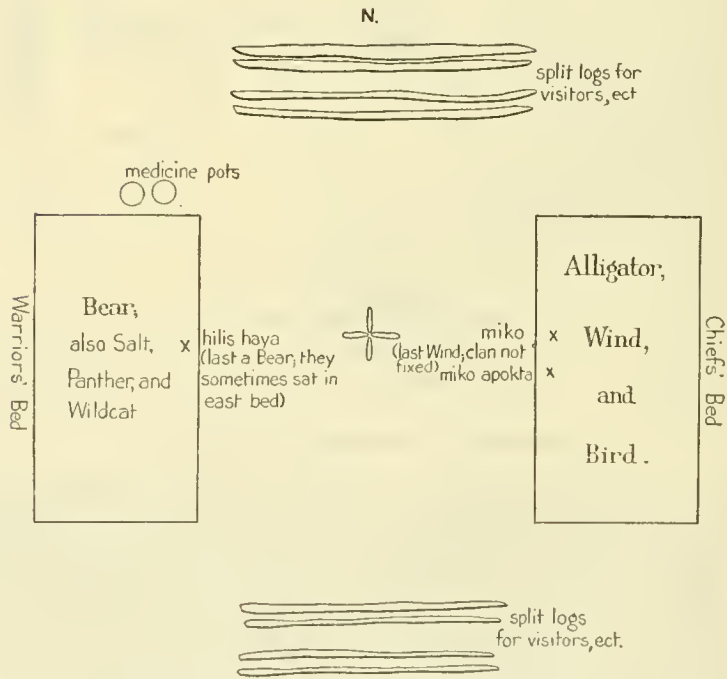 N.
split logs for
visitors, ect
medicine pots
Warriors' Bed
Bear;
also Salt,
Panther, and
Wildcat
x
hilis haya
(last a Bear; they
sometimes sat in
east bed)
miko
(last Wind; clan not
fixed)
miko apokta
x
x
Alligator,
Wind,
and
Bird.
Chiefs' Bed
split logs
for visitors, ect.